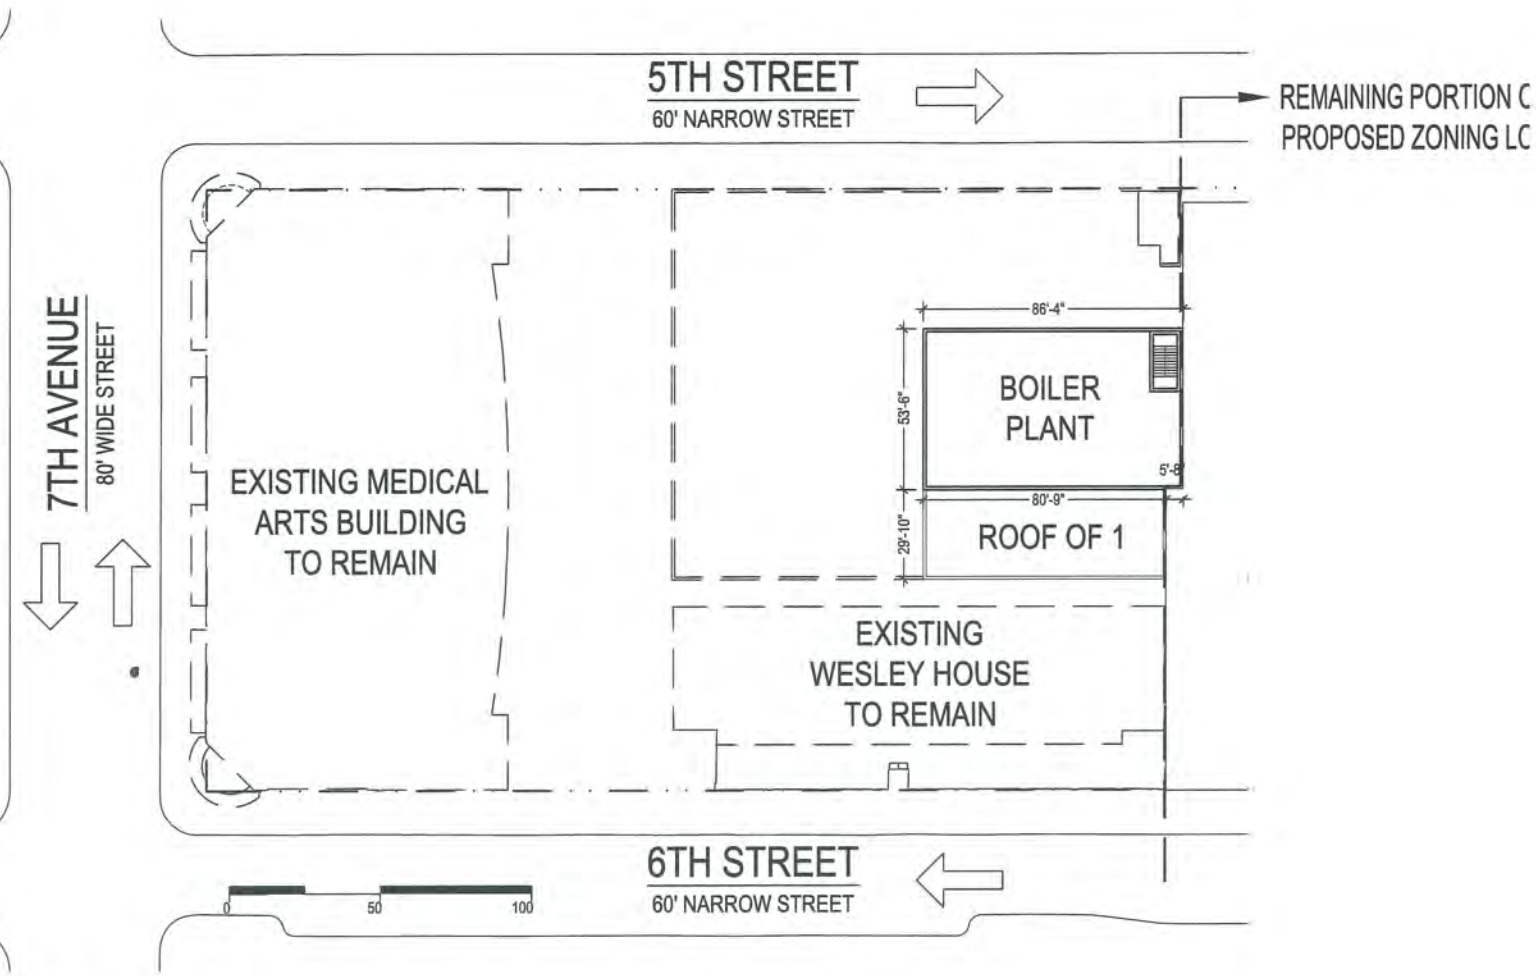 5TH STREET
60' NARROW STREET
REMAINING PORTION
PROPOSED ZONING
7TH AVENUE
80' WIDE STREET
86'-4"
BOILER
PLANT
53'-6"
5'-8
80'-9"
29'-10"
ROOF OF 1
EXISTING MEDICAL
ARTS BUILDING
TO REMAIN
EXISTING
WESLEY HOUSE
TO REMAIN
6TH STREET
60' NARROW STREET
0 50 100